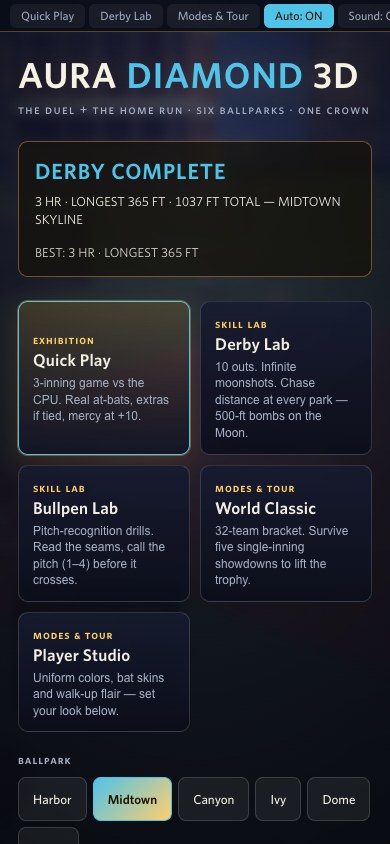 Quick Play Derby Lab Modes & Tour Auto: ON Sound:
AURA DIAMOND 3D
THE DUEL + THE HOME RUN · SIX BALLPARKS · ONE CROWN
DERBY COMPLETE
3 HR · LONGEST 365 FT · 1037 FT TOTAL — MIDTOWN
SKYLINE
BEST: 3 HR · LONGEST 365 FT
EXHIBITION
Quick Play
3-inning game vs the
CPU. Real at-bats, extras
if tied, mercy at +10.
SKILL LAB
Derby Lab
10 outs. Infinite
moonshots. Chase
distance at every park —
500-ft bombs on the
Moon.
SKILL LAB
Bullpen Lab
Pitch-recognition drills.
Read the seams, call the
pitch (1–4) before it
crosses.
MODES & TOUR
World Classic
32-team bracket. Survive
five single-inning
showdowns to lift the
trophy.
MODES & TOUR
Player Studio
Uniform colors, bat skins
and walk-up flair — set
your look below.
BALLPARK
Harbor Midtown Canyon Ivy Dome